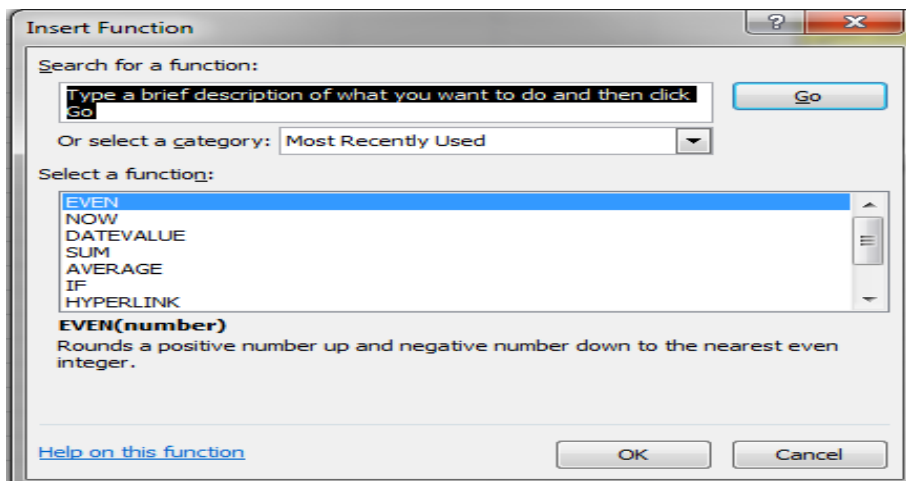 Insert Function
Search for a function:
Type a brief description of what you want to do and then click
Go
Go
Or select a category: Most Recently Used
Select a function:
EVEN
NOW
DATEVALUE
SUM
AVERAGE
IF
HYPERLINK
EVEN(number)
Rounds a positive number up and negative number down to the nearest even
integer.
Help on this function
OK
Cancel